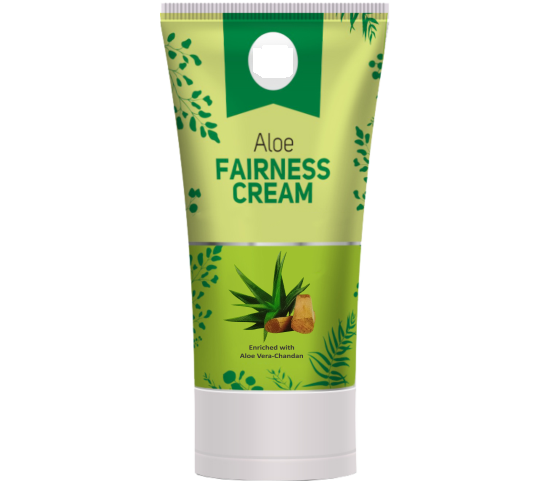 Aloe
FAIRNESS
CREAM
Enriched with
Aloe Vera-Chandan